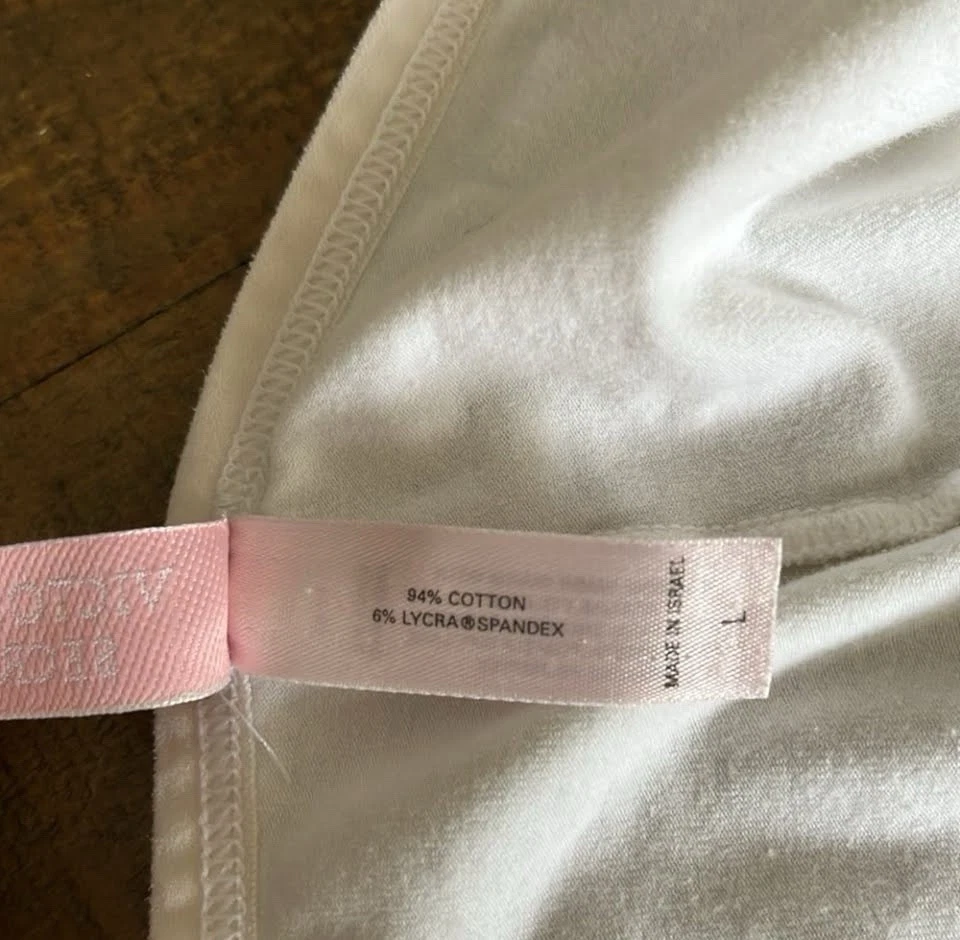 94% COTTON
6% LYCRA®SPANDEX
MADE IN ISRAEL
L